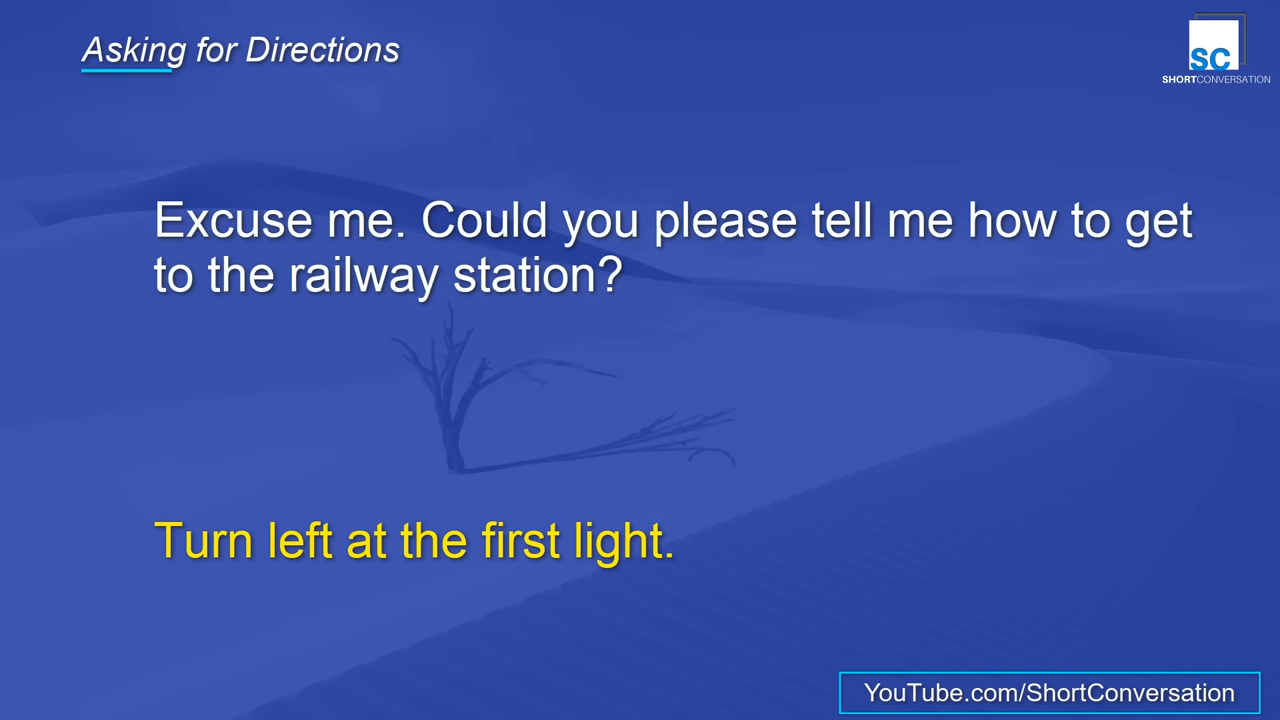 Asking for Directions
SC
SHORTCONVERSATION
Excuse me. Could you please tell me how to get
to the railway station?
Turn left at the first light.
YouTube.com/ShortConversation